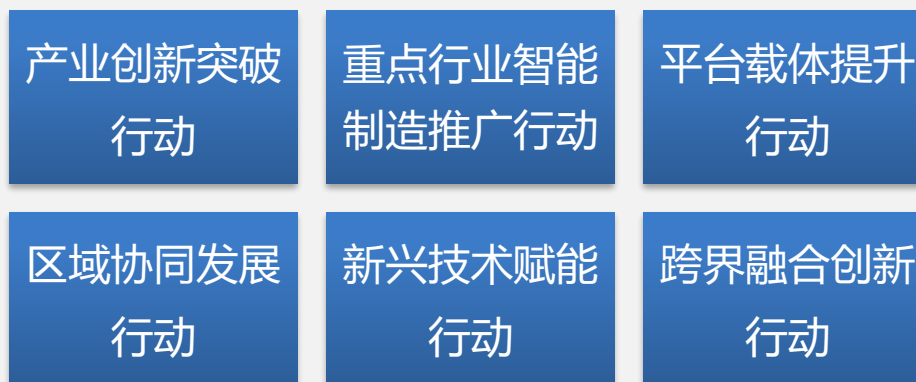 产业创新突破
行动
重点行业智能
制造推广行动
平台载体提升
行动
区域协同发展
行动
新兴技术赋能
行动
跨界融合创新
行动